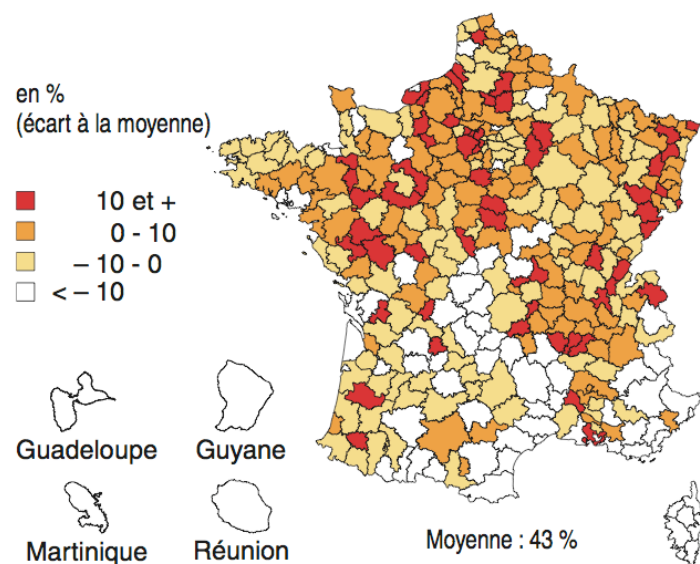 en %
(écart à la moyenne)
10 et +
0 - 10
– 10 - 0
< – 10
Guadeloupe
Guyane
Martinique
Réunion
Moyenne : 43 %